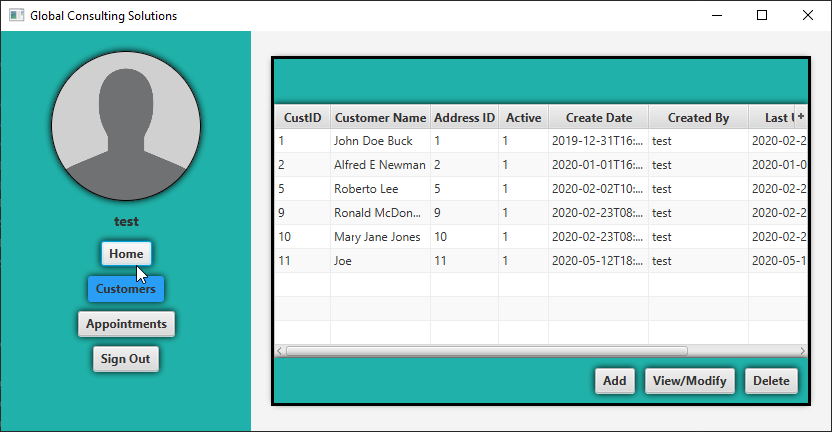 Global Consulting Solutions
test
Home
Customers
Appointments
Sign Out
CustID Customer Name Address ID Active Create Date Created By Last U +
1 John Doe Buck 1 1 2019-12-31T16:... test 2020-02-2
2 Alfred E Newman 2 1 2020-01-01T16:... test 2020-01-0
5 Roberto Lee 5 1 2020-02-02T10:... test 2020-02-2
9 Ronald McDon... 9 1 2020-02-23T08:... test 2020-02-2
10 Mary Jane Jones 10 1 2020-02-23T08:... test 2020-02-2
11 Joe 11 1 2020-05-12T18:... test 2020-05-1
Add View/Modify Delete